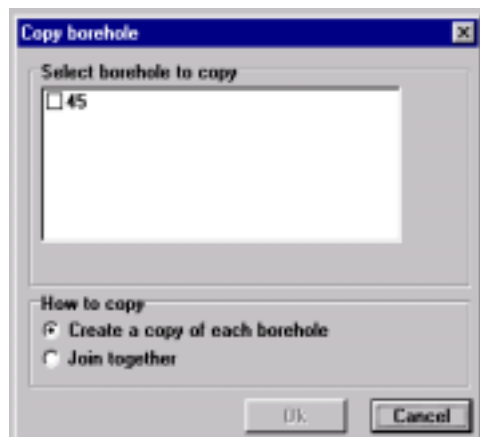 Copy borehole
Select borehole to copy
45
How to copy
Create a copy of each borehole
Join together
Ok Cancel